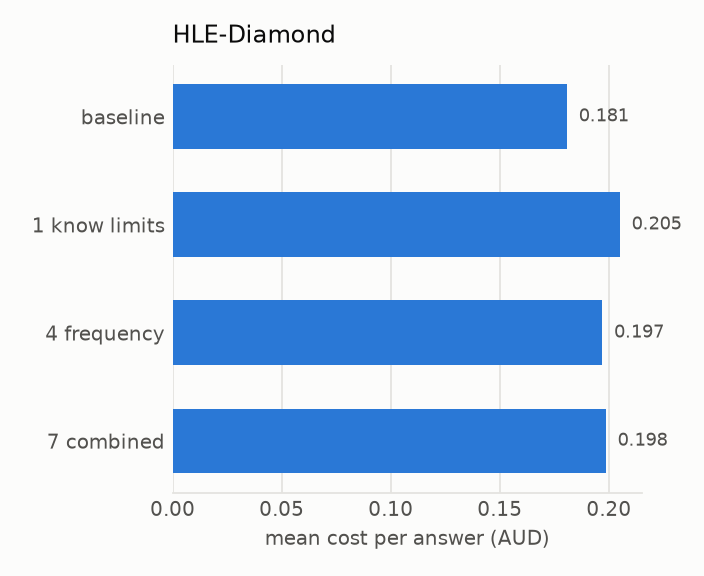 HLE-Diamond
baseline
0.181
1 know limits
0.205
4 frequency
0.197
7 combined
0.198
0.00 0.05 0.10 0.15 0.20
mean cost per answer (AUD)